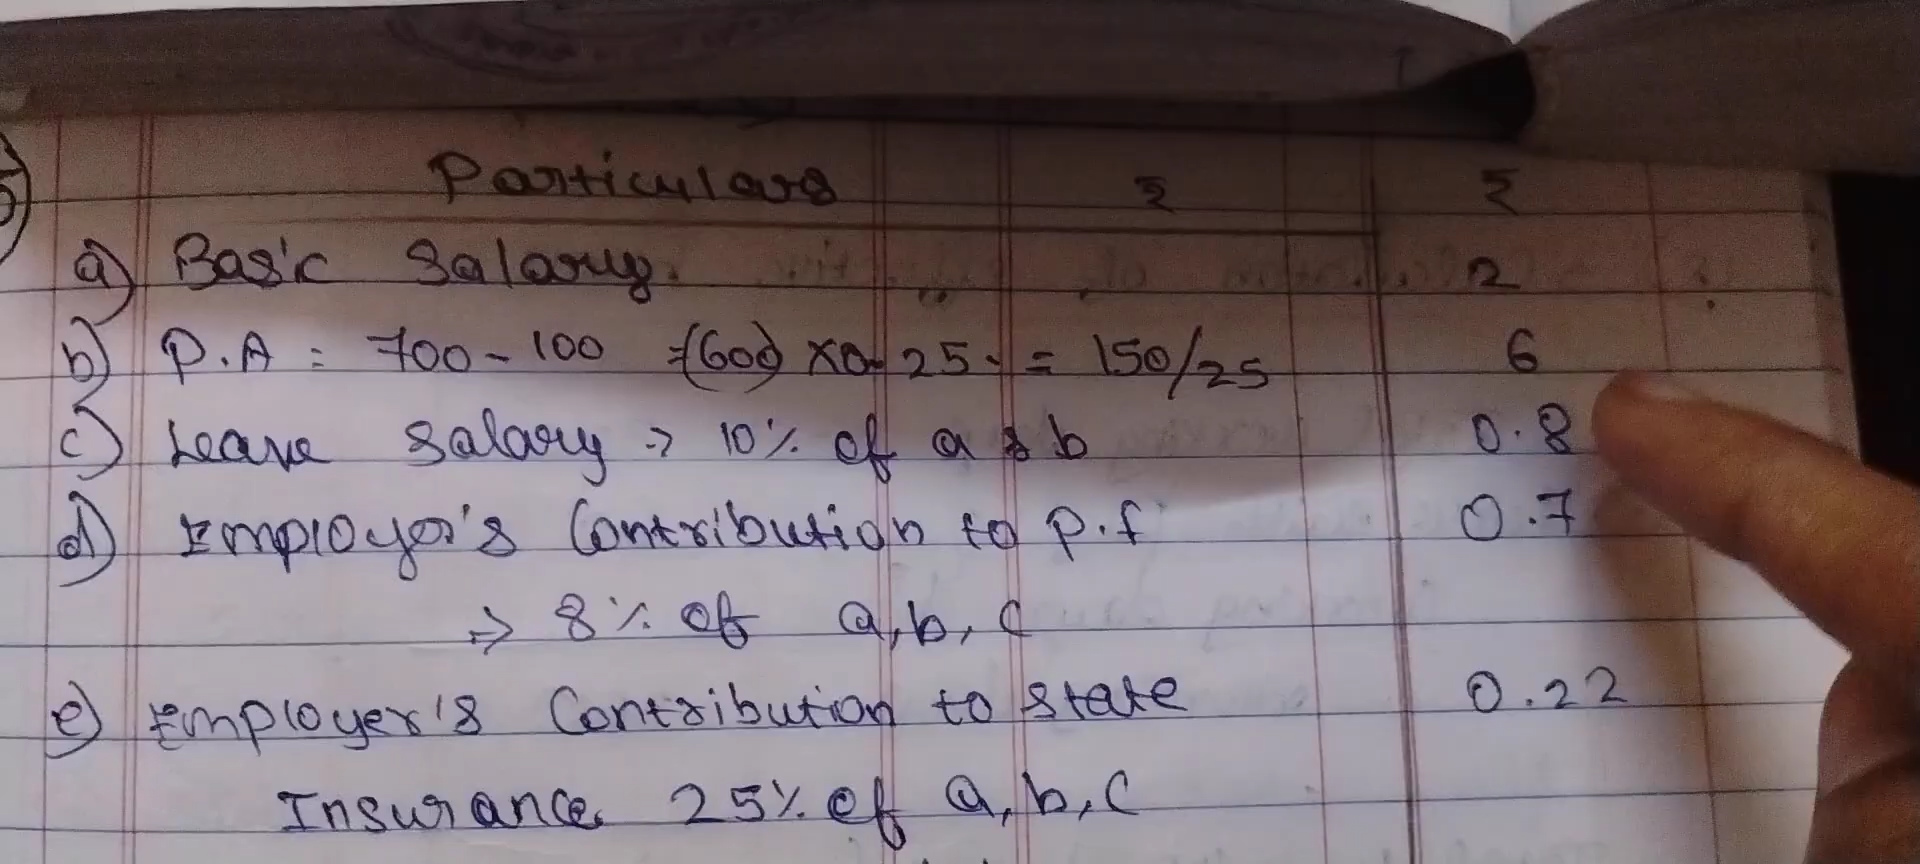 Particulars ₹ ₹
a) Basic Salary. 2
b) D.A = 700 - 100 = (600) x 0.25 = 150/25 6
c) Leave Salary → 10% of a & b 0.8
d) Employer's Contribution to P.f 0.7
⇒ 8% of a, b, c
e) Employer's Contribution to State 0.22
Insurance 25% of a, b, c